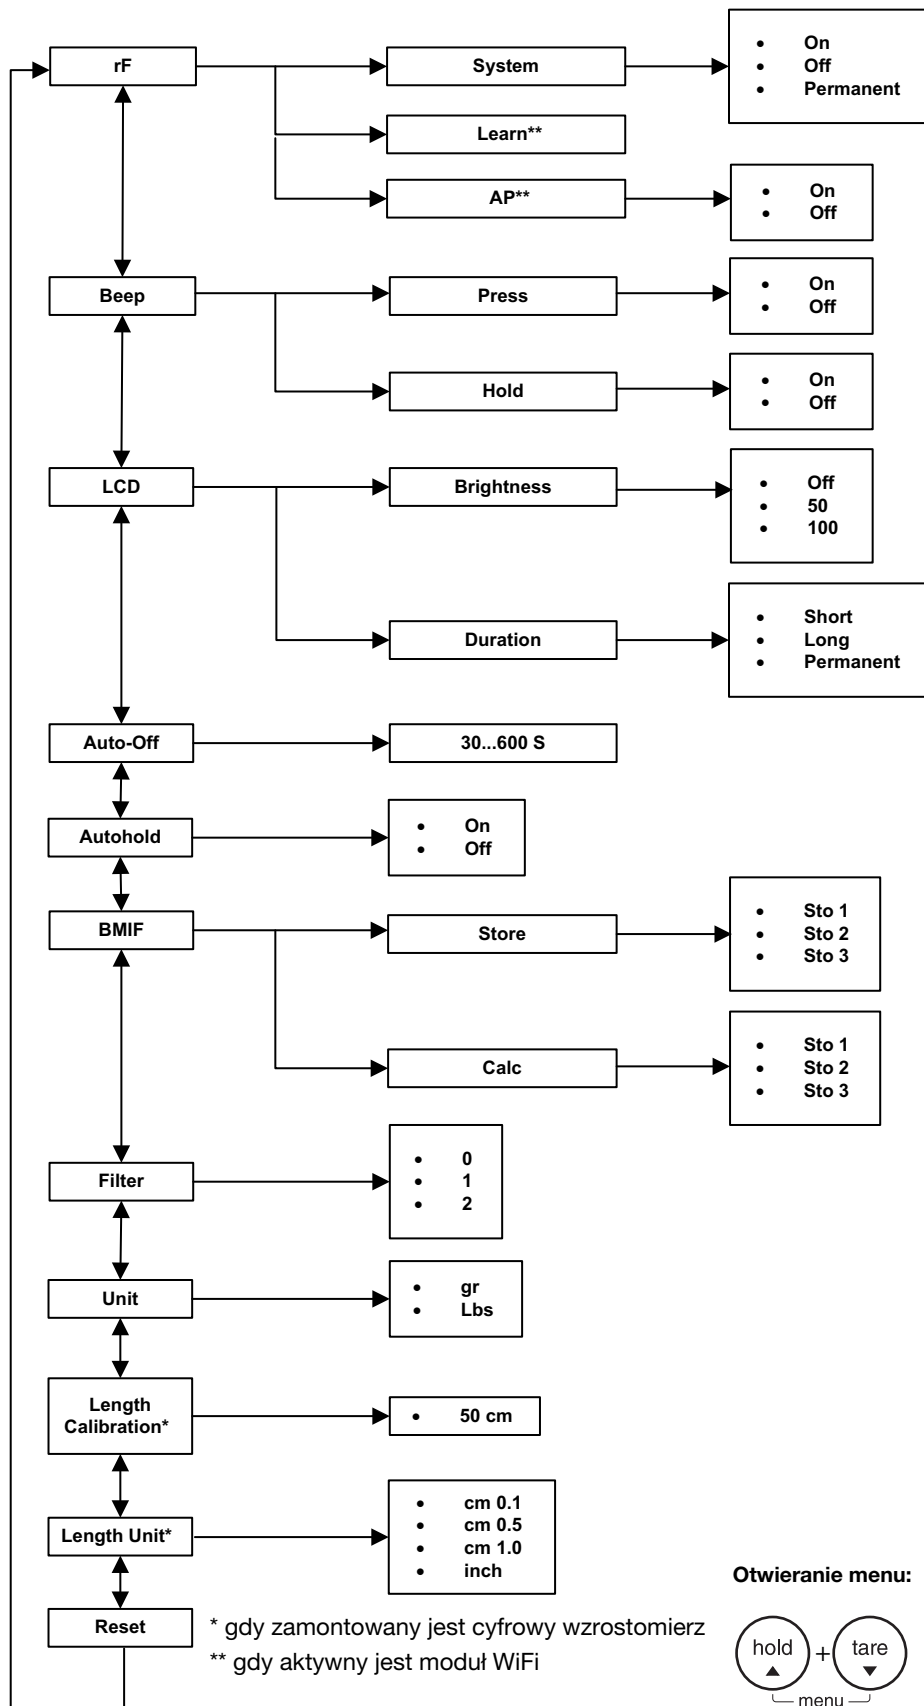 rF
System
• On
• Off
• Permanent
Learn**
AP**
• On
• Off
Beep
Press
• On
• Off
Hold
• On
• Off
LCD
Brightness
• Off
• 50
• 100
Duration
• Short
• Long
• Permanent
Auto-Off
30...600 S
Autohold
• On
• Off
BMIF
Store
• Sto 1
• Sto 2
• Sto 3
Calc
• Sto 1
• Sto 2
• Sto 3
Filter
• 0
• 1
• 2
Unit
• gr
• Lbs
Length
Calibration*
• 50 cm
Length Unit*
• cm 0.1
• cm 0.5
• cm 1.0
• inch
Reset
* gdy zamontowany jest cyfrowy wzrostomierz
** gdy aktywny jest moduł WiFi
Otwieranie menu:
hold + tare
menu